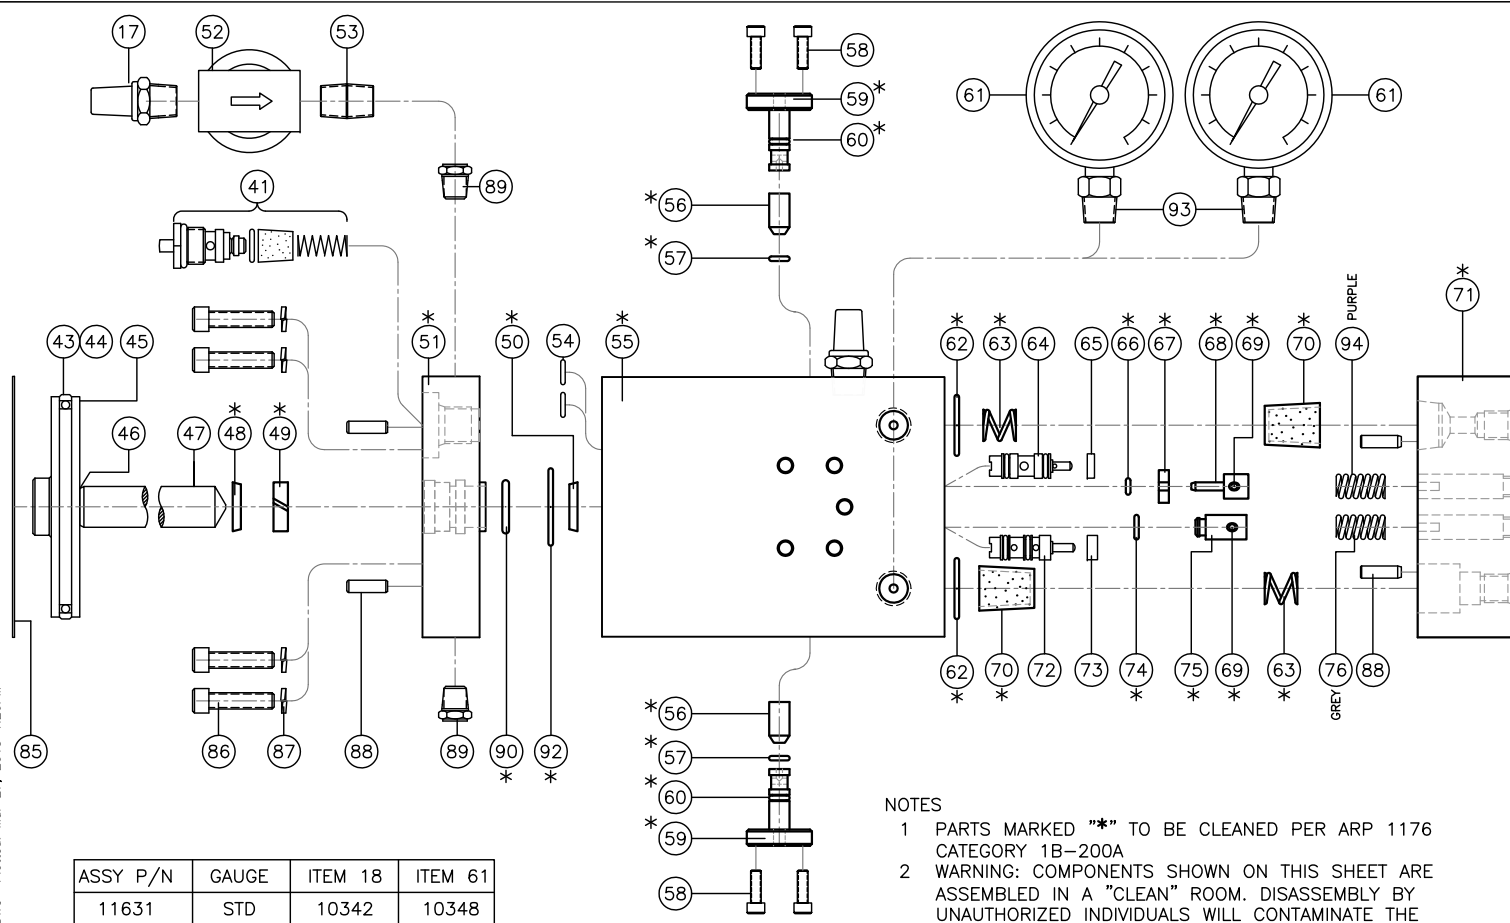 17 52 53 58
59*
61 61
60*
41 89
*56
93
*57
*71
PURPLE
43 44 45 *51 *50 54 *55 *62 *63 64 65 *66 *67 *68 *69 *70 94
46 47 *48 *49
*62 *70 72 73 *74 *75 *69 *63 76 88
GREY
85 86 87 88 89 90* 92*
*56
*57
*60
*59
58
NOTES
1 PARTS MARKED "*" TO BE CLEANED PER ARP 1176
CATEGORY 1B-200A
2 WARNING: COMPONENTS SHOWN ON THIS SHEET ARE
ASSEMBLED IN A "CLEAN" ROOM. DISASSEMBLY BY
UNAUTHORIZED INDIVIDUALS WILL CONTAMINATE THE
ASSY P/N GAUGE ITEM 18 ITEM 61
11631 STD 10342 10348